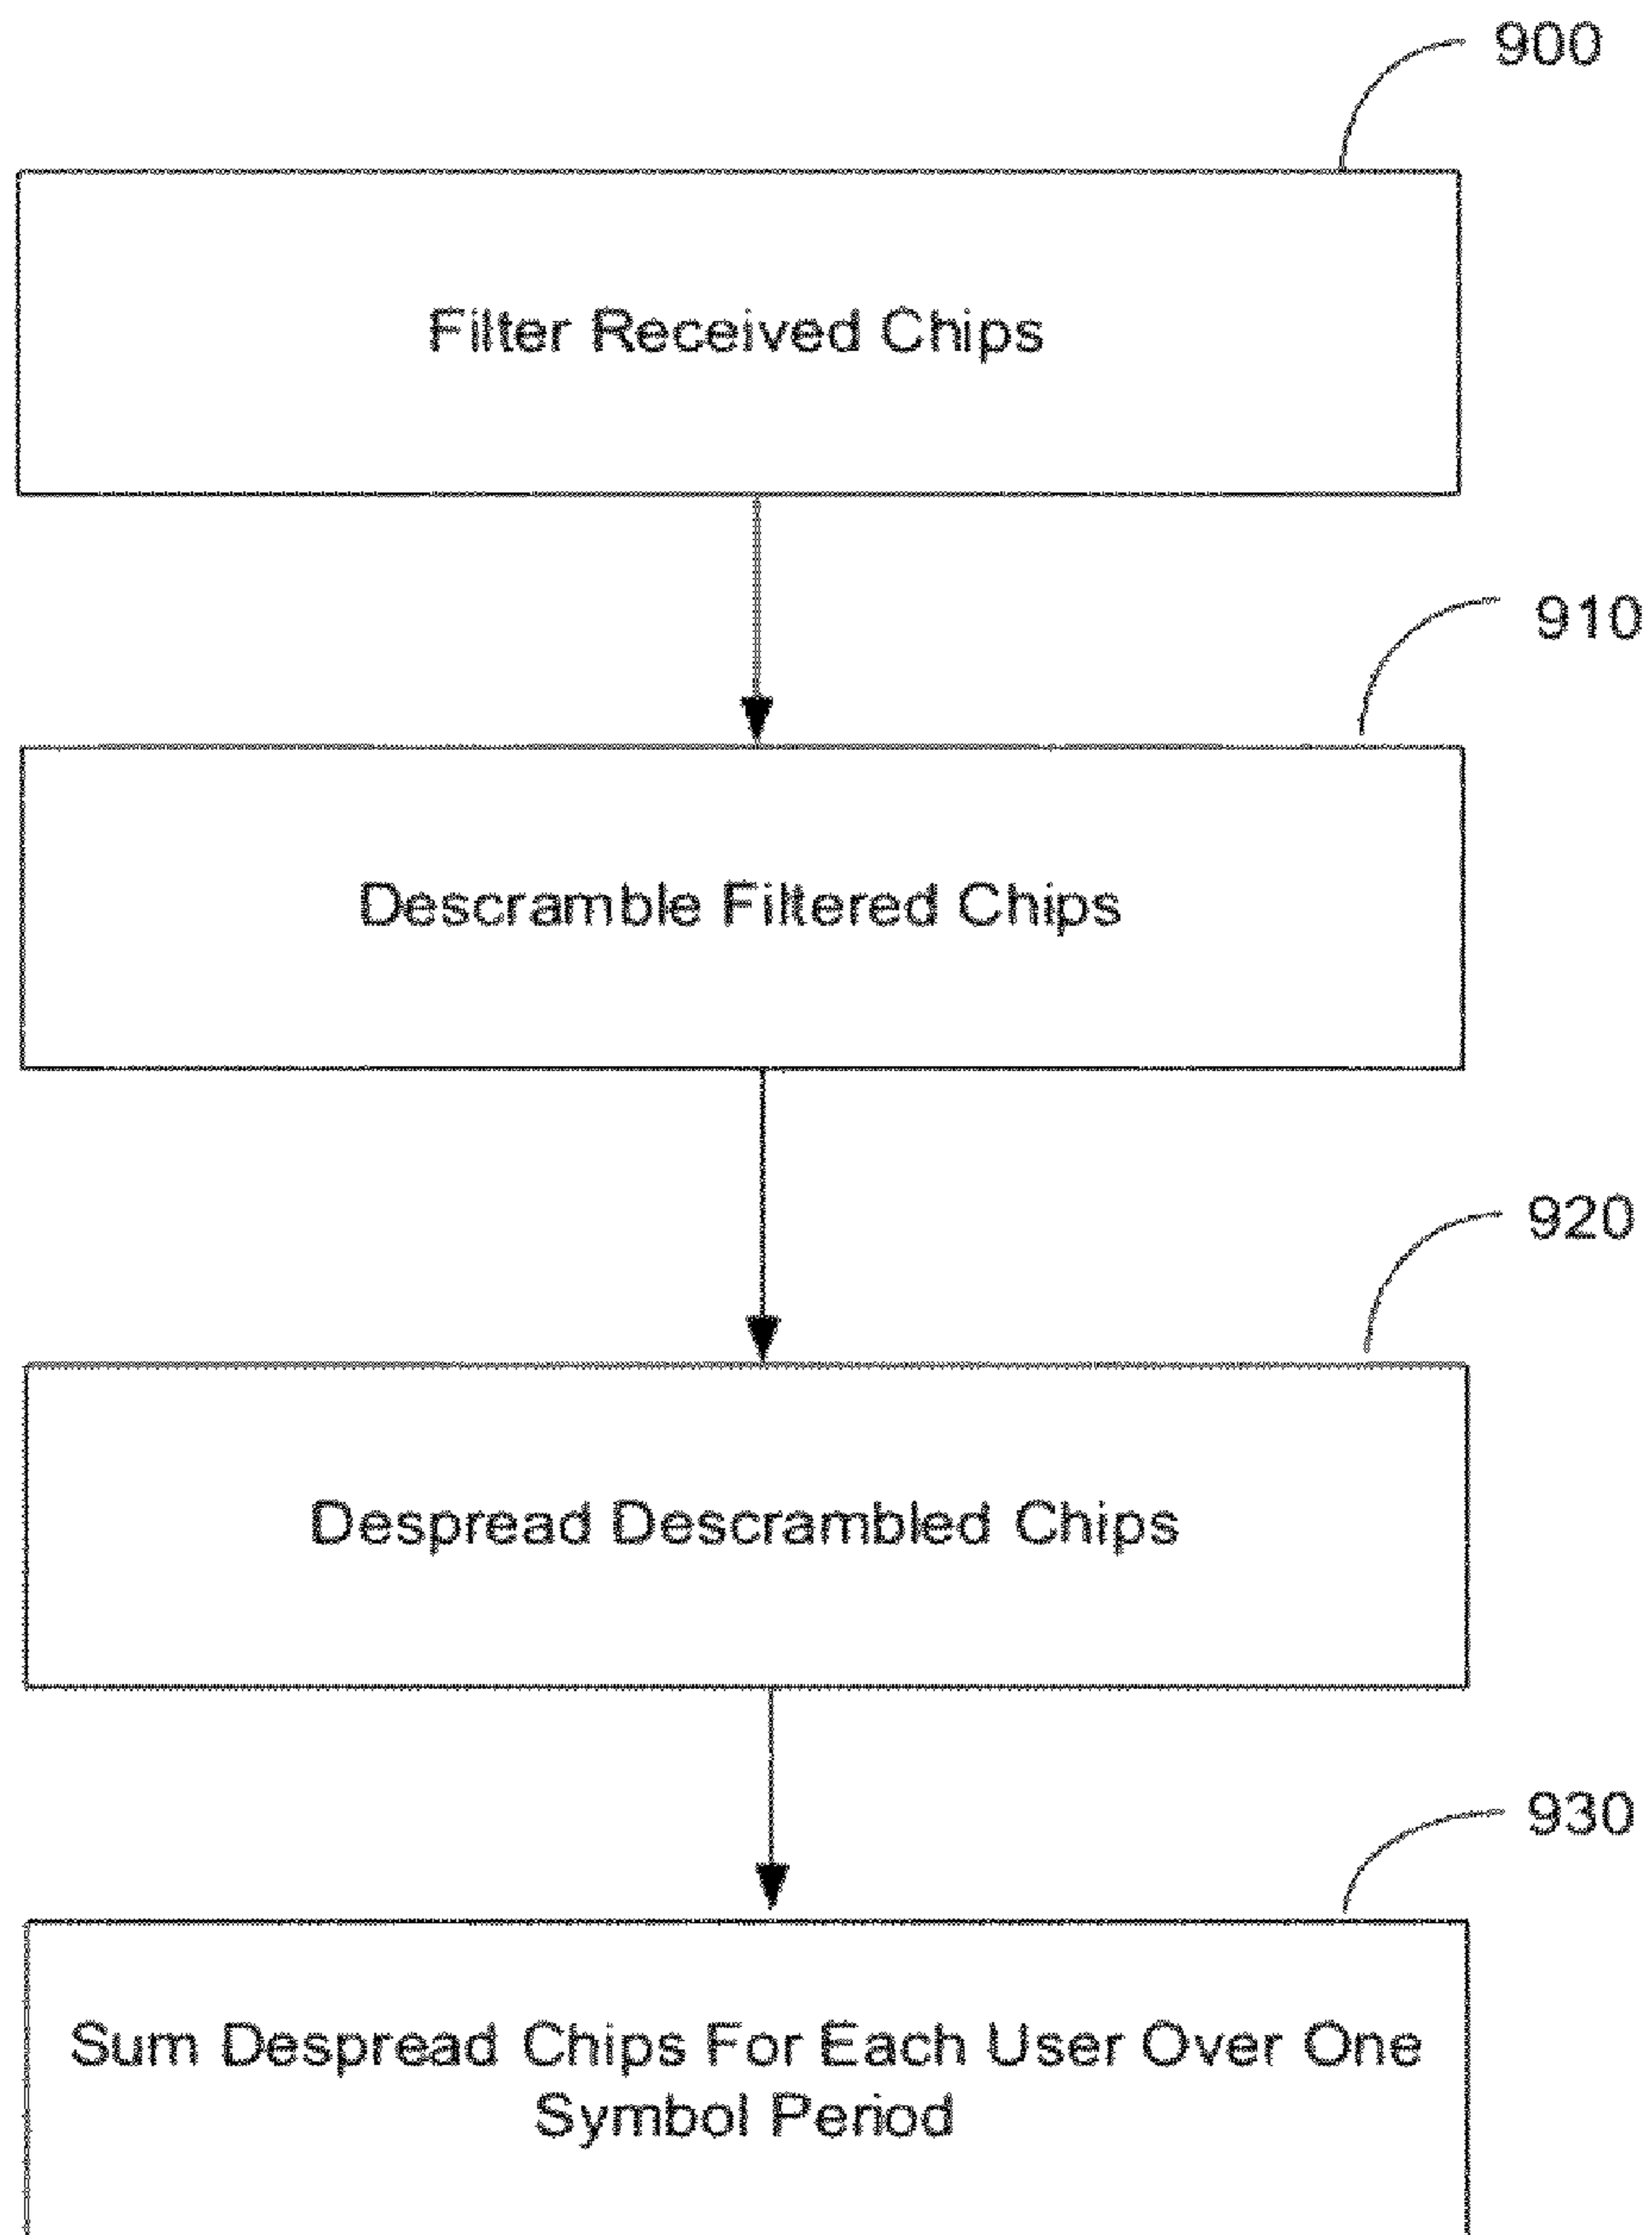 900
Filter Received Chips
910
Descramble Filtered Chips
920
Despread Descrambled Chips
930
Sum Despread Chips For Each User Over One
Symbol Period